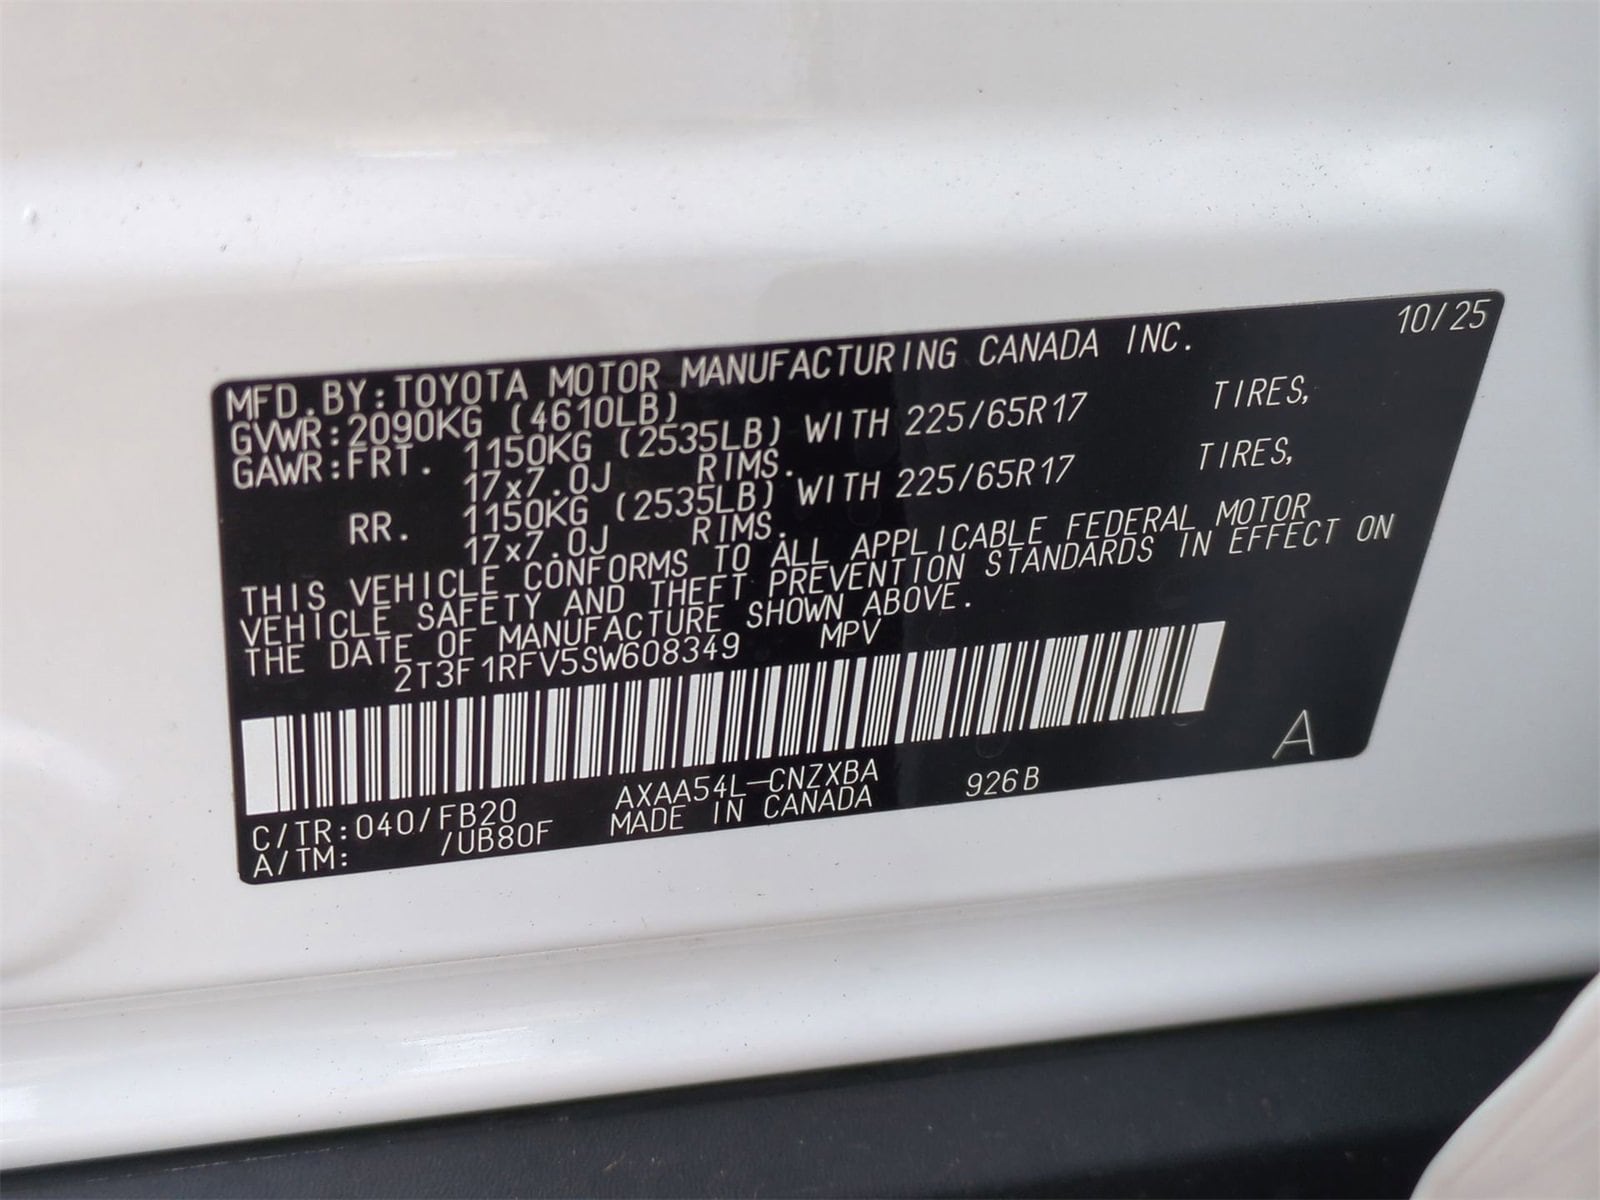 10/25
MFD.BY:TOYOTA MOTOR MANUFACTURING CANADA INC.
GVWR:2090KG (4610LB)
GAWR:FRT. 1150KG (2535LB) WITH 225/65R17 TIRES,
17x7.0J RIMS.
RR. 1150KG (2535LB) WITH 225/65R17 TIRES,
17x7.0J RIMS.
THIS VEHICLE CONFORMS TO ALL APPLICABLE FEDERAL MOTOR
VEHICLE SAFETY AND THEFT PREVENTION STANDARDS IN EFFECT ON
THE DATE OF MANUFACTURE SHOWN ABOVE.
2T3F1RFV5SW608349 MPV
A
C/TR:040/FB20 AXAA54L-CNZXBA 926B
A/TM: /UB80F MADE IN CANADA